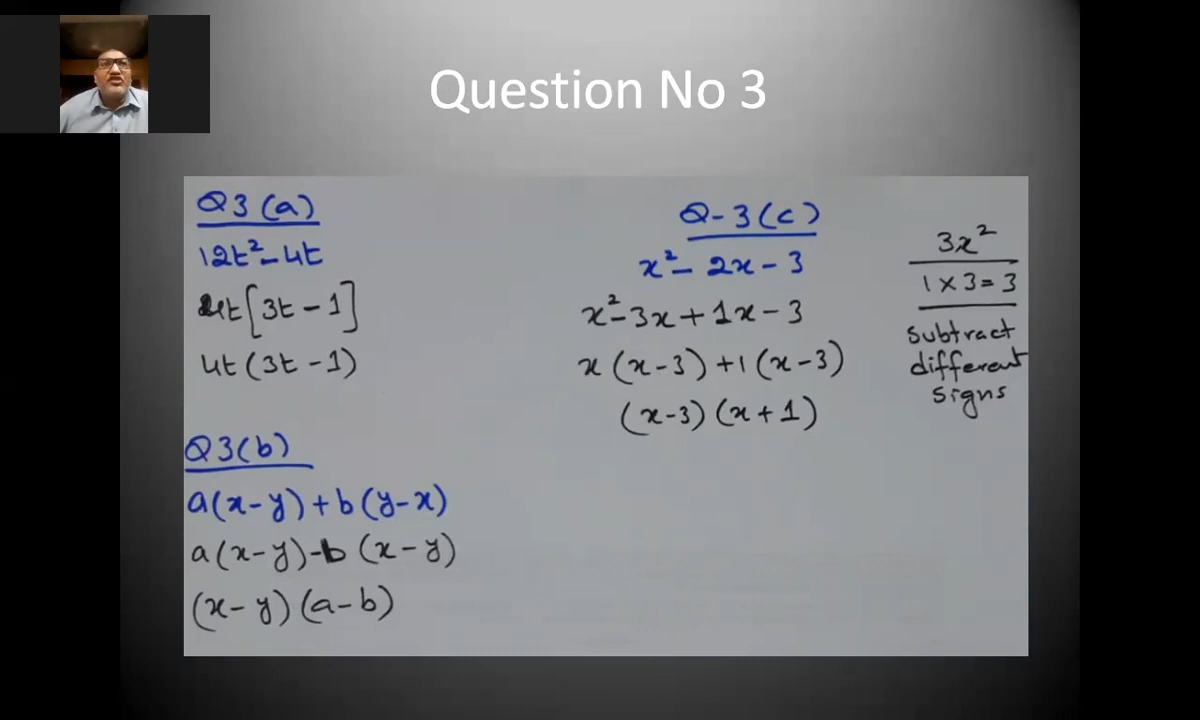 Question No 3
Q3(a)
12t² - 4t
4t[3t - 1]
4t(3t - 1)
Q3(b)
a(x - y) + b(y - x)
a(x - y) - b(x - y)
(x - y)(a - b)
Q-3(c)
x² - 2x - 3
x² - 3x + 1x - 3
x(x - 3) + 1(x - 3)
(x - 3)(x + 1)
3x²
1 × 3 = 3
subtract
different
signs